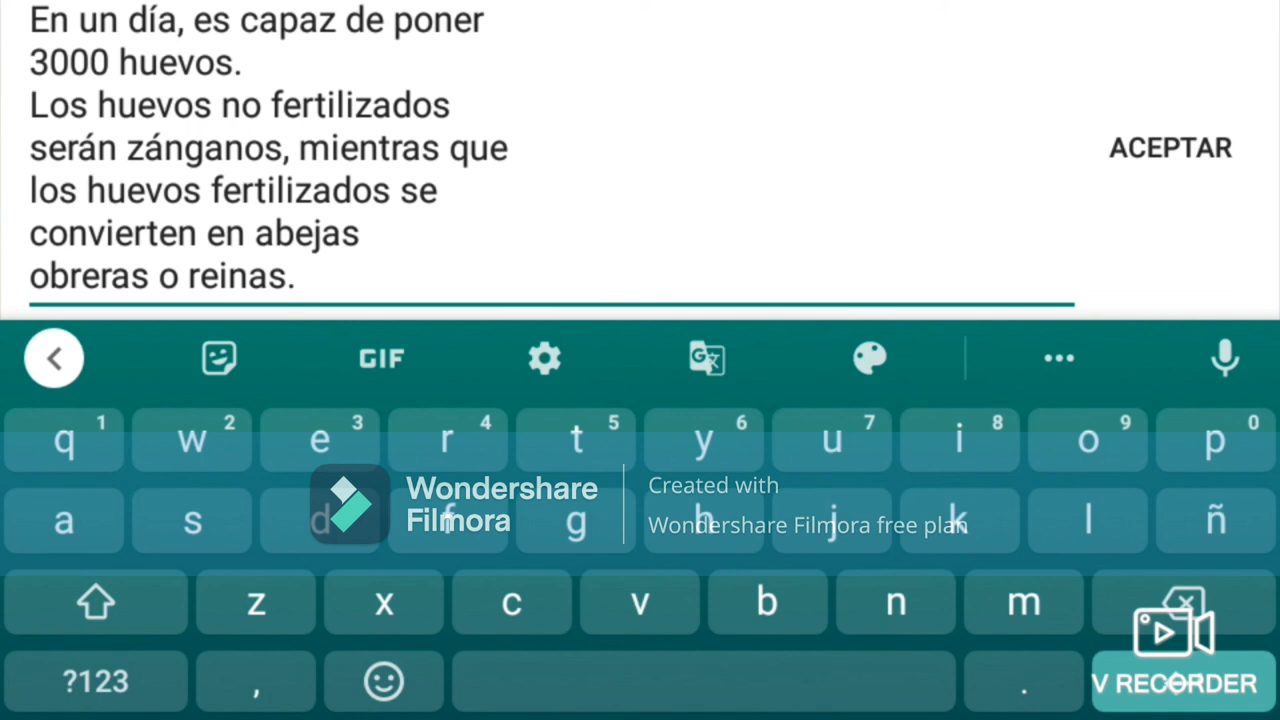 En un día, es capaz de poner
3000 huevos.
Los huevos no fertilizados
serán zánganos, mientras que
los huevos fertilizados se
convierten en abejas
obreras o reinas.
ACEPTAR
GIF
q 1 w 2 e 3 r 4 t 5 y 6 u 7 i 8 o 9 p 0
a s d f g h j k l ñ
Wondershare
Filmora
Created with
Wondershare Filmora free plan
z x c v b n m
?123 , .
V RECORDER